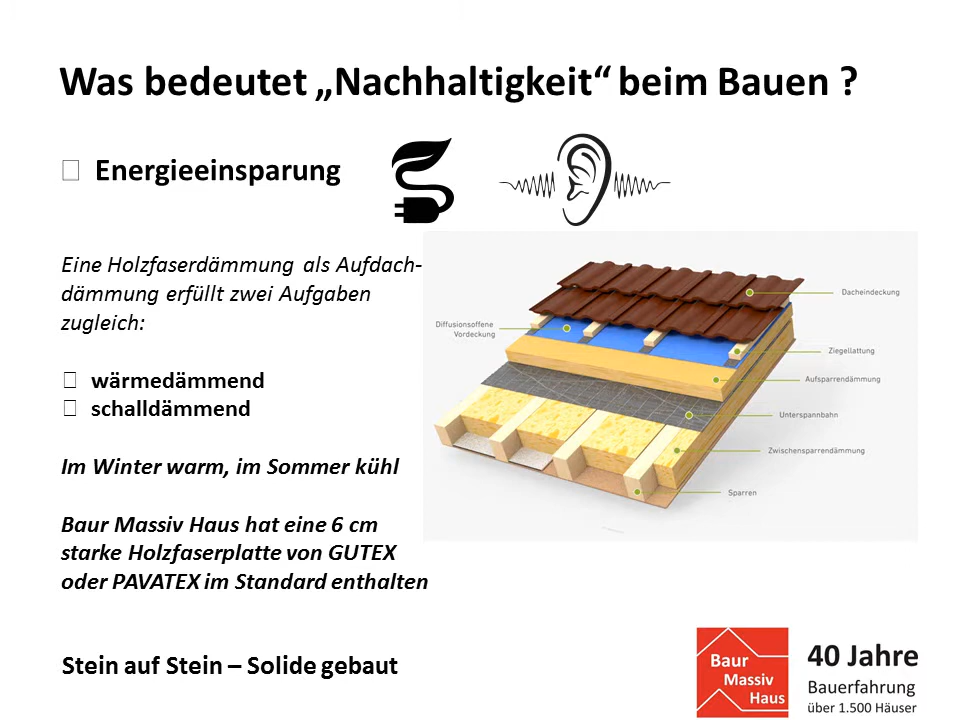 Was bedeutet „Nachhaltigkeit“ beim Bauen ?
Energieeinsparung
Eine Holzfaserdämmung als Aufdach-
dämmung erfüllt zwei Aufgaben
zugleich:
wärmedämmend
schalldämmend
Im Winter warm, im Sommer kühl
Baur Massiv Haus hat eine 6 cm
starke Holzfaserplatte von GUTEX
oder PAVATEX im Standard enthalten
Dacheindeckung
Diffusionsoffene
Vordeckung
Ziegellattung
Aufsparrendämmung
Unterspannbahn
Zwischensparrendämmung
Sparren
Stein auf Stein – Solide gebaut
Baur
Massiv
Haus
40 Jahre
Bauerfahrung
über 1.500 Häuser